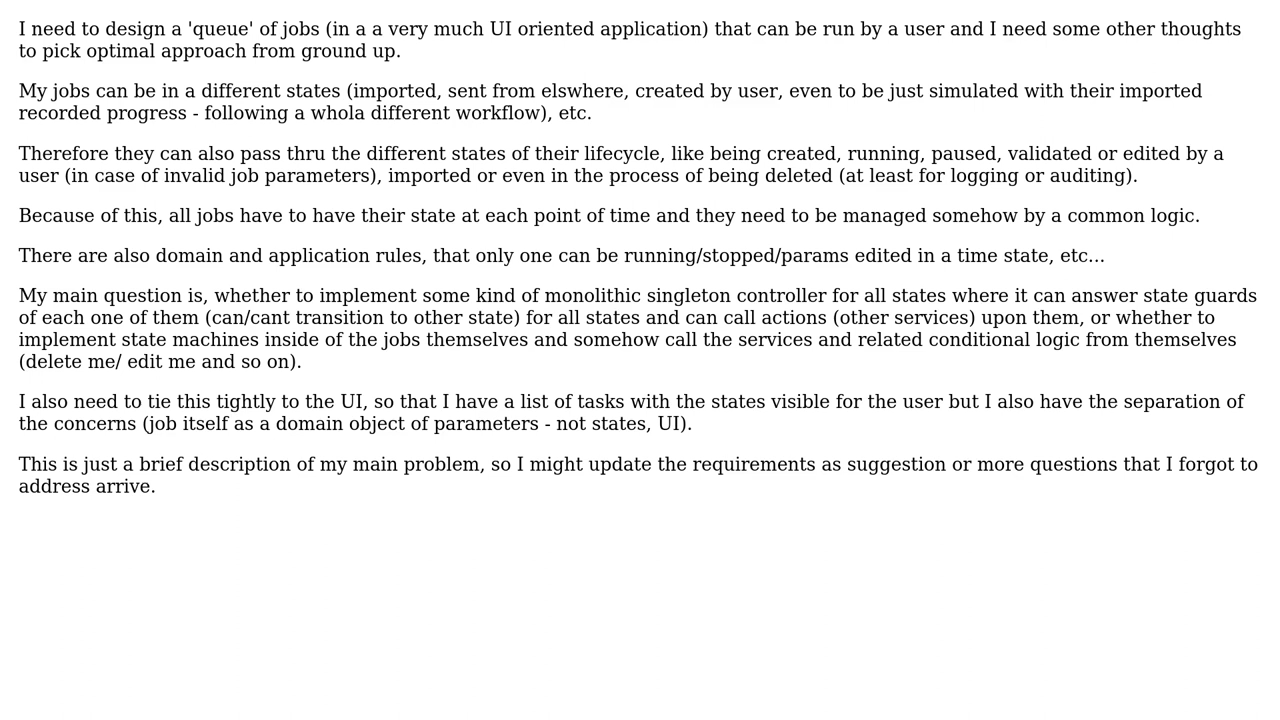 I need to design a 'queue' of jobs (in a a very much UI oriented application) that can be run by a user and I need some other thoughts
to pick optimal approach from ground up.
My jobs can be in a different states (imported, sent from elswhere, created by user, even to be just simulated with their imported
recorded progress - following a whola different workflow), etc.
Therefore they can also pass thru the different states of their lifecycle, like being created, running, paused, validated or edited by a
user (in case of invalid job parameters), imported or even in the process of being deleted (at least for logging or auditing).
Because of this, all jobs have to have their state at each point of time and they need to be managed somehow by a common logic.
There are also domain and application rules, that only one can be running/stopped/params edited in a time state, etc...
My main question is, whether to implement some kind of monolithic singleton controller for all states where it can answer state guards
of each one of them (can/cant transition to other state) for all states and can call actions (other services) upon them, or whether to
implement state machines inside of the jobs themselves and somehow call the services and related conditional logic from themselves
(delete me/ edit me and so on).
I also need to tie this tightly to the UI, so that I have a list of tasks with the states visible for the user but I also have the separation of
the concerns (job itself as a domain object of parameters - not states, UI).
This is just a brief description of my main problem, so I might update the requirements as suggestion or more questions that I forgot to
address arrive.